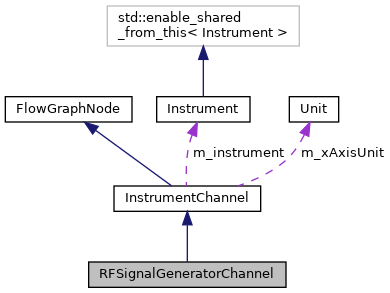 std::enable_shared
_from_this< Instrument >
FlowGraphNode
Instrument
Unit
m_instrument
m_xAxisUnit
InstrumentChannel
RFSignalGeneratorChannel